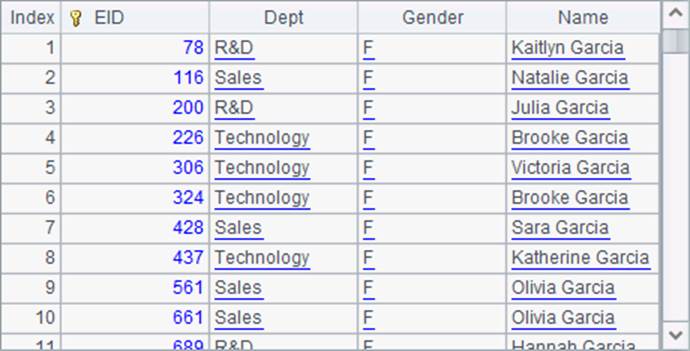 Index EID Dept Gender Name
1 78 R&D F Kaitlyn Garcia
2 116 Sales F Natalie Garcia
3 200 R&D F Julia Garcia
4 226 Technology F Brooke Garcia
5 306 Technology F Victoria Garcia
6 324 Technology F Brooke Garcia
7 428 Sales F Sara Garcia
8 437 Technology F Katherine Garcia
9 561 Sales F Olivia Garcia
10 661 Sales F Olivia Garcia
11 689 R&D F Hannah Garcia